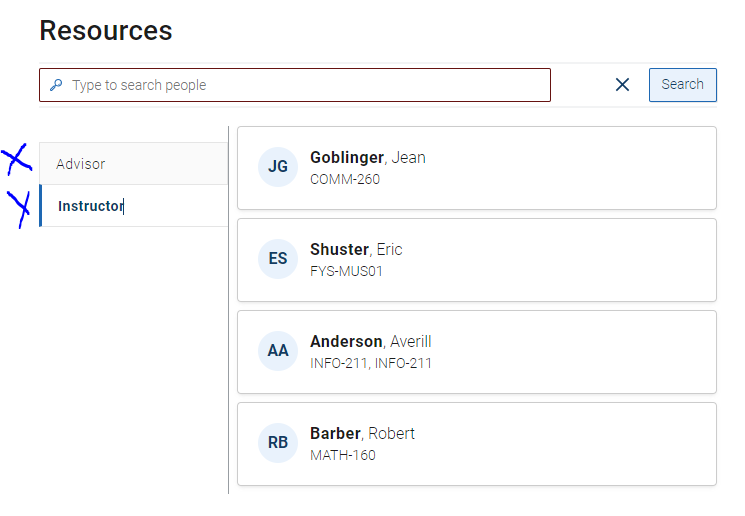 Resources
Type to search people
Search
X Advisor
Y Instructor
JG
Goblinger, Jean
COMM-260
ES
Shuster, Eric
FYS-MUS01
AA
Anderson, Averill
INFO-211, INFO-211
RB
Barber, Robert
MATH-160